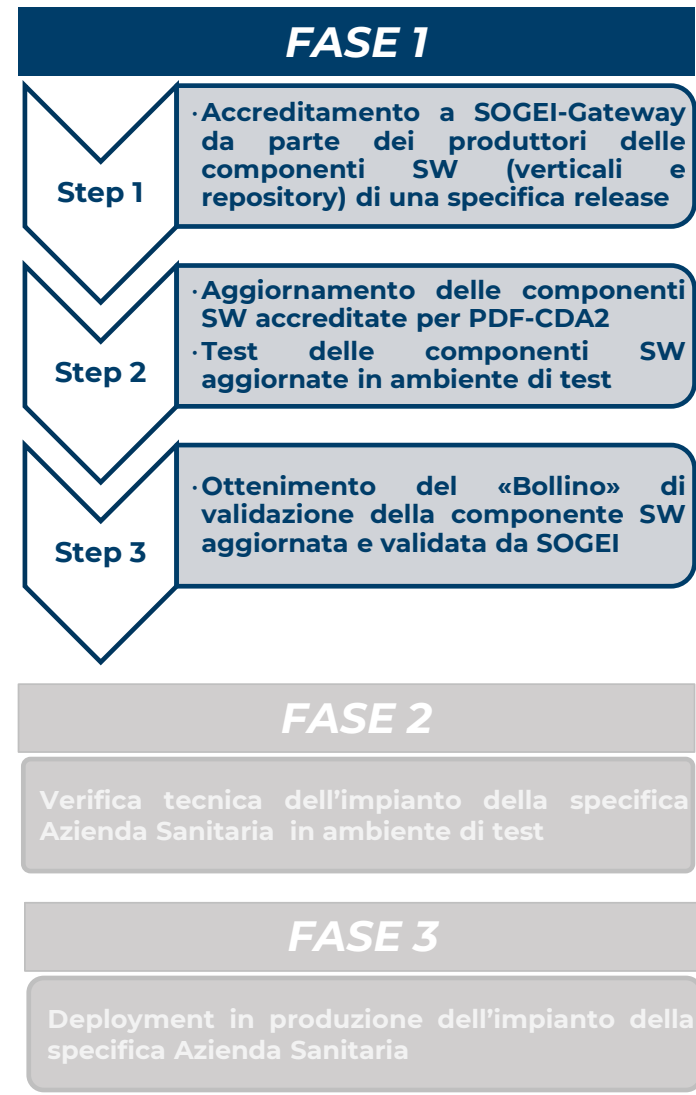 FASE 1
Step 1
·Accreditamento a SOGEI-Gateway
da parte dei produttori delle
componenti SW (verticali e
repository) di una specifica release
Step 2
·Aggiornamento delle componenti
SW accreditate per PDF-CDA2
·Test delle componenti SW
aggiornate in ambiente di test
Step 3
·Ottenimento del «Bollino» di
validazione della componente SW
aggiornata e validata da SOGEI
FASE 2
Verifica tecnica dell’impianto della specifica
Azienda Sanitaria in ambiente di test
FASE 3
Deployment in produzione dell’impianto della
specifica Azienda Sanitaria